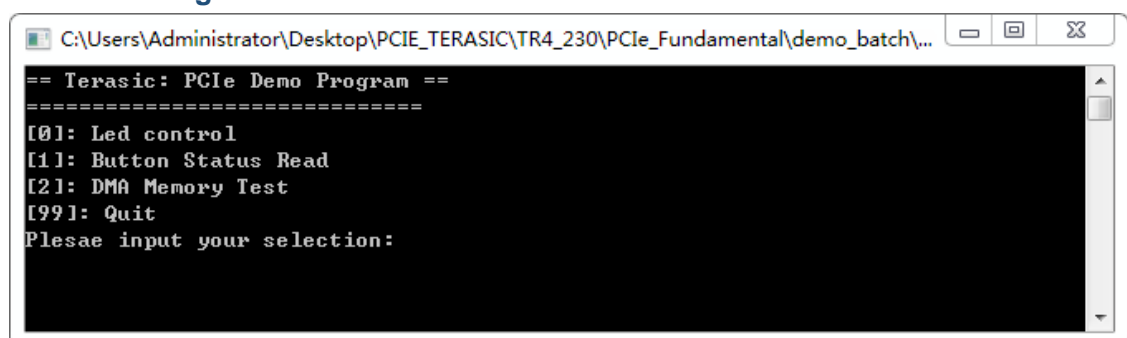 C:\Users\Administrator\Desktop\PCIE_TERASIC\TR4_230\PCIe_Fundamental\demo_batch\...
== Terasic: PCIe Demo Program ==
==============================
[0]: Led control
[1]: Button Status Read
[2]: DMA Memory Test
[99]: Quit
Plesae input your selection: